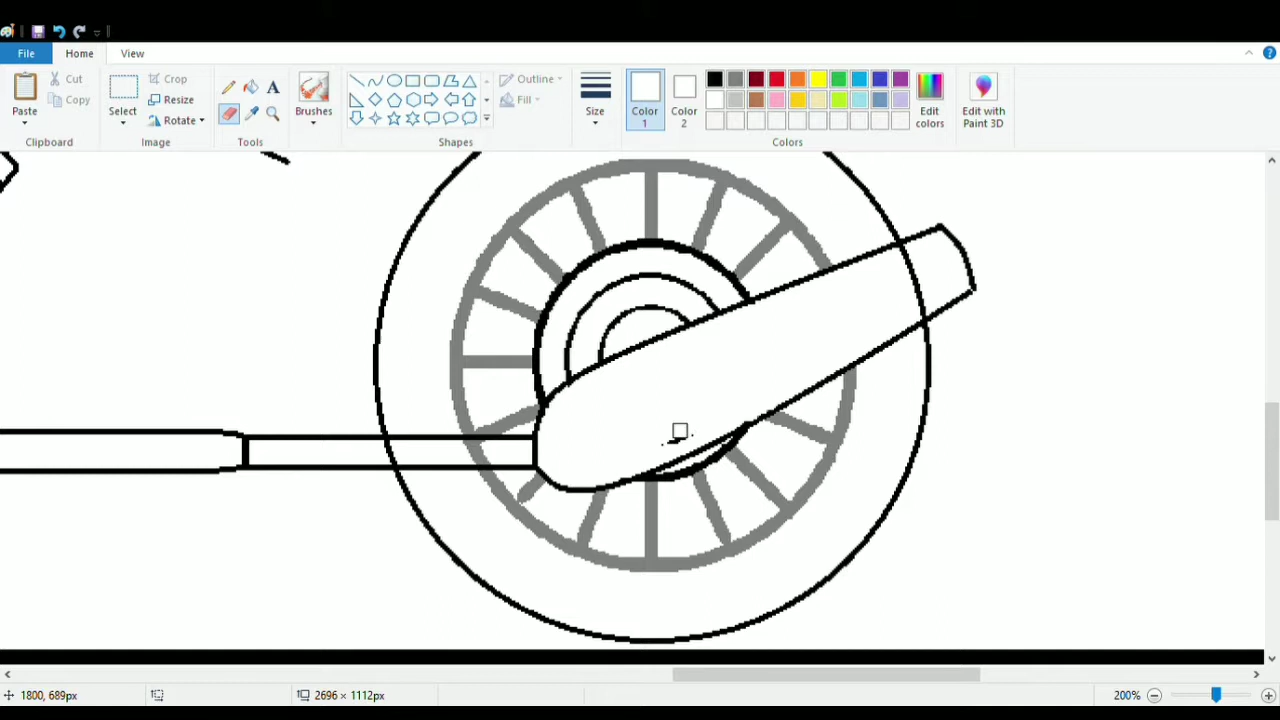 File Home View
Paste
Cut
Copy
Clipboard
Select
Crop
Resize
Rotate
Image
Tools
Brushes
Outline
Fill
Shapes
Size
Color 1
Color 2
Edit colors
Colors
Edit with Paint 3D
1800, 689px
2696 × 1112px
200%